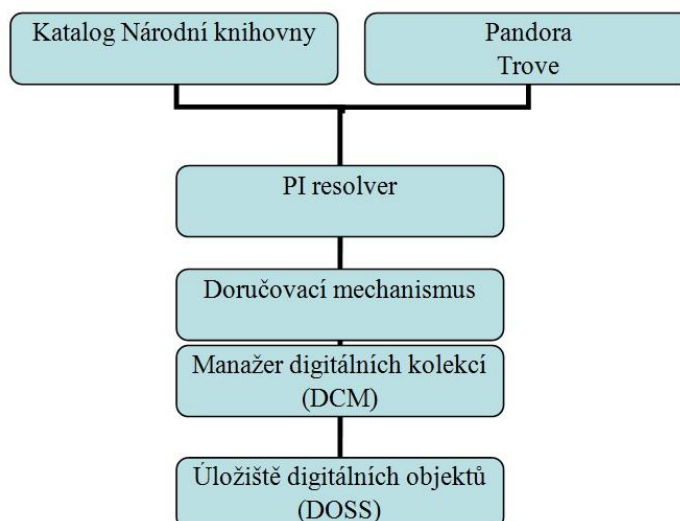 Katalog Národní knihovny
Pandora
Trove
PI resolver
Doručovací mechanismus
Manažer digitálních kolekcí
(DCM)
Úložiště digitálních objektů
(DOSS)